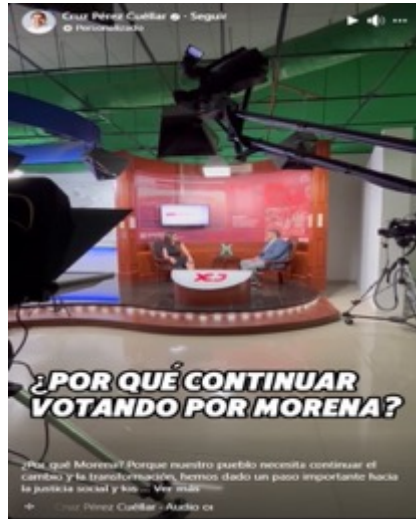 Cruz Pérez Cuéllar · Seguir
Personalizado
¿POR QUÉ CONTINUAR
VOTANDO POR MORENA?
¿Por qué Morena? Porque nuestro pueblo necesita continuar el
cambio y la transformación, hemos dado un paso importante hacia
la justicia social y los ... Ver más
Cruz Pérez Cuéllar - Audio or